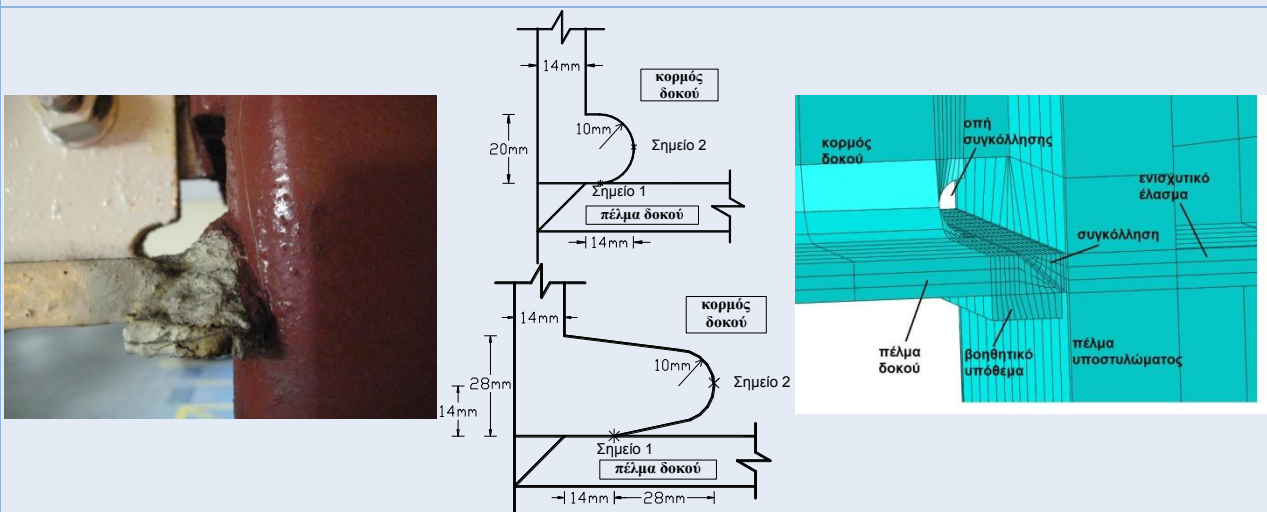 14mm
κορμός
δοκού
10mm
20mm
Σημείο 2
Σημείο 1
πέλμα δοκού
14mm
κορμός
δοκού
14mm
10mm
28mm
14mm
Σημείο 2
Σημείο 1
πέλμα δοκού
14mm
28mm
οπή
συγκόλλησης
κορμός
δοκού
ενισχυτικό
έλασμα
συγκόλληση
πέλμα
δοκού
βοηθητικό
υπόθεμα
πέλμα
υποστυλώματος